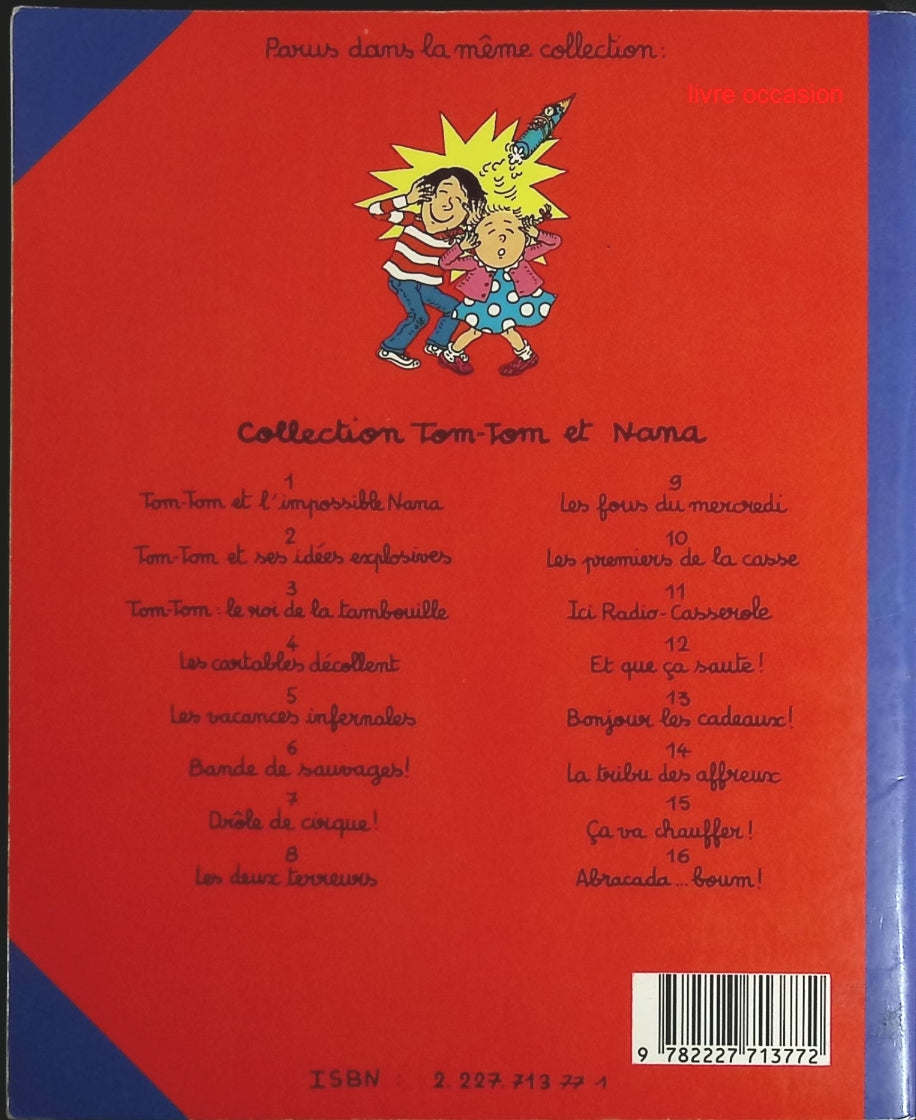 Parus dans la même collection:
livre occasion
Collection Tom-Tom et Nana
1
Tom-Tom et l'impossible Nana
2
Tom-Tom et ses idées explosives
3
Tom-Tom : le roi de la tambouille
4
Les cartables décollent
5
Les vacances infernales
6
Bande de sauvages!
7
Drôle de cirque!
8
Les deux terreurs
9
Les fous du mercredi
10
Les premiers de la casse
11
Ici Radio-Casserole
12
Et que ça saute!
13
Bonjour les cadeaux!
14
La tribu des affreux
15
Ça va chauffer!
16
Abracada...boum!
9 782227 713772
ISBN : 2.227.713 77 1